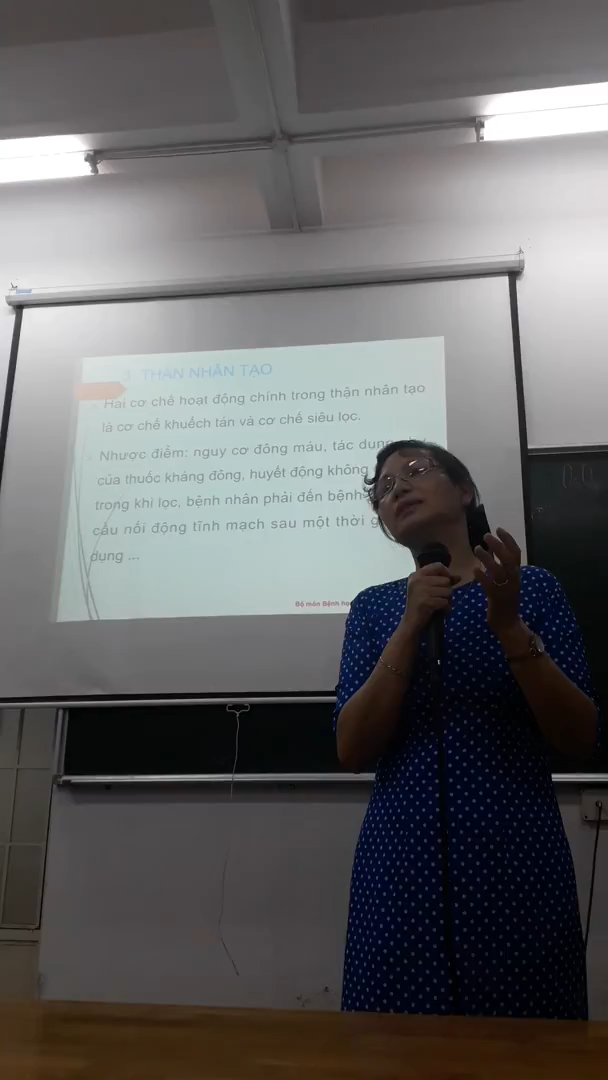 3. THẬN NHÂN TẠO
- Hai cơ chế hoạt động chính trong thận nhân tạo
là cơ chế khuếch tán và cơ chế siêu lọc.
- Nhược điểm: nguy cơ đông máu, tác dụng
của thuốc kháng đông, huyết động không
trong khi lọc, bệnh nhân phải đến bệnh
cầu nối động tĩnh mạch sau một thời
dụng ...
Bộ môn Bệnh học